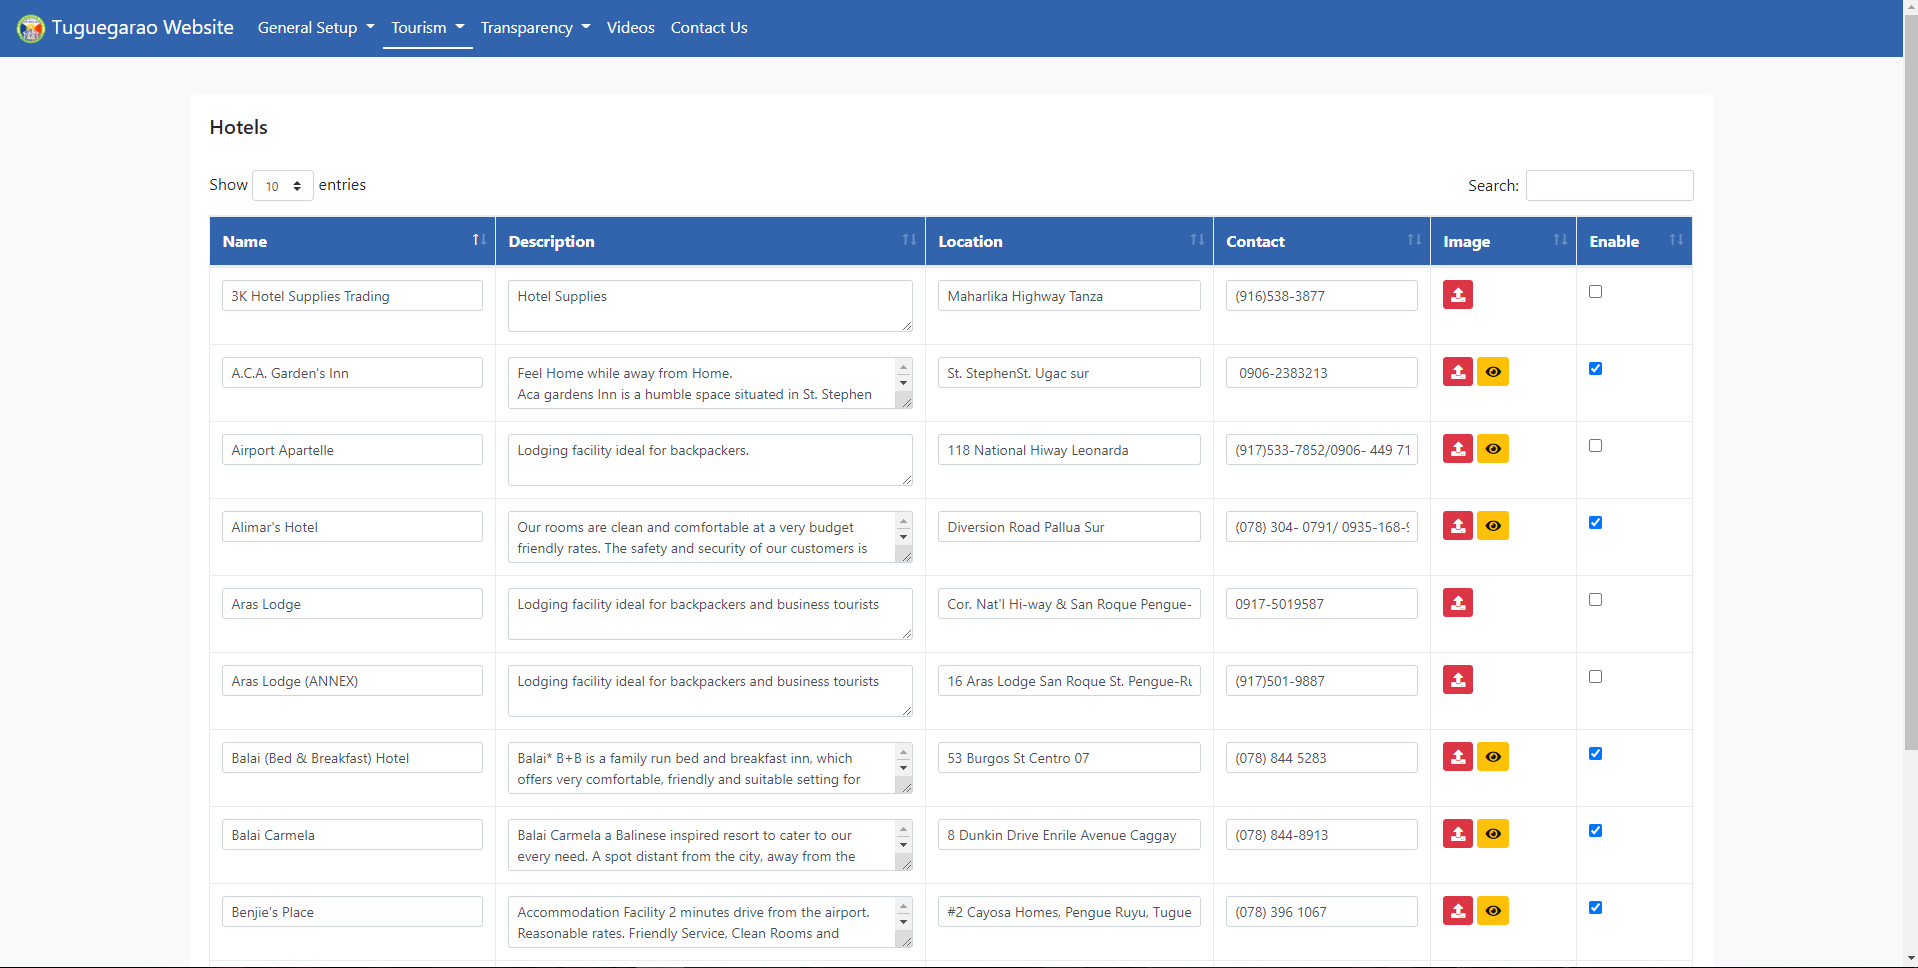 Tuguegarao Website General Setup Tourism Transparency Videos Contact Us
Hotels
Show 10 entries Search:
Name Description Location Contact Image Enable
3K Hotel Supplies Trading Hotel Supplies Maharlika Highway Tanza (916)538-3877
A.C.A. Garden's Inn Feel Home while away from Home. St. StephenSt. Ugac sur 0906-2383213
Aca gardens Inn is a humble space situated in St. Stephen
Airport Apartelle Lodging facility ideal for backpackers. 118 National Hiway Leonarda (917)533-7852/0906- 449 71
Alimar's Hotel Our rooms are clean and comfortable at a very budget Diversion Road Pallua Sur (078) 304- 0791/ 0935-168-9
friendly rates. The safety and security of our customers is
Aras Lodge Lodging facility ideal for backpackers and business tourists Cor. Nat'l Hi-way & San Roque Pengue- 0917-5019587
Aras Lodge (ANNEX) Lodging facility ideal for backpackers and business tourists 16 Aras Lodge San Roque St. Pengue-Ru (917)501-9887
Balai (Bed & Breakfast) Hotel Balai* B+B is a family run bed and breakfast inn, which 53 Burgos St Centro 07 (078) 844 5283
offers very comfortable, friendly and suitable setting for
Balai Carmela Balai Carmela a Balinese inspired resort to cater to our 8 Dunkin Drive Enrile Avenue Caggay (078) 844-8913
every need. A spot distant from the city, away from the
Benjie's Place Accommodation Facility 2 minutes drive from the airport. #2 Cayosa Homes, Pengue Ruyu, Tugue (078) 396 1067
Reasonable rates. Friendly Service, Clean Rooms and